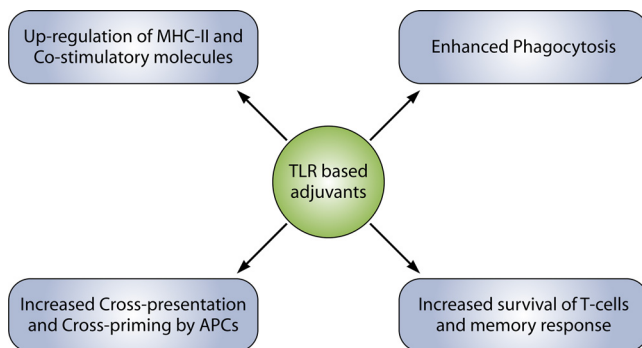 Up-regulation of MHC-II and
Co-stimulatory molecules
Enhanced Phagocytosis
TLR based
adjuvants
Increased Cross-presentation
and Cross-priming by APCs
Increased survival of T-cells
and memory response